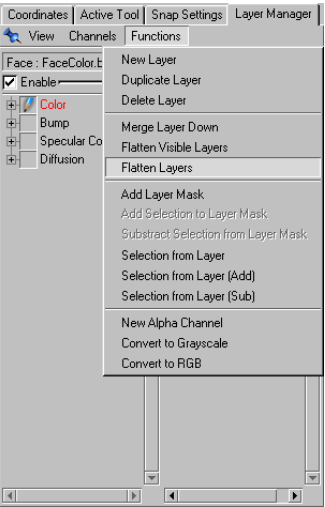 Coordinates Active Tool Snap Settings Layer Manager
View Channels Functions
Face : FaceColor.b
Enable
Color
Bump
Specular Co
Diffusion
New Layer
Duplicate Layer
Delete Layer
Merge Layer Down
Flatten Visible Layers
Flatten Layers
Add Layer Mask
Add Selection to Layer Mask
Substract Selection from Layer Mask
Selection from Layer
Selection from Layer (Add)
Selection from Layer (Sub)
New Alpha Channel
Convert to Grayscale
Convert to RGB